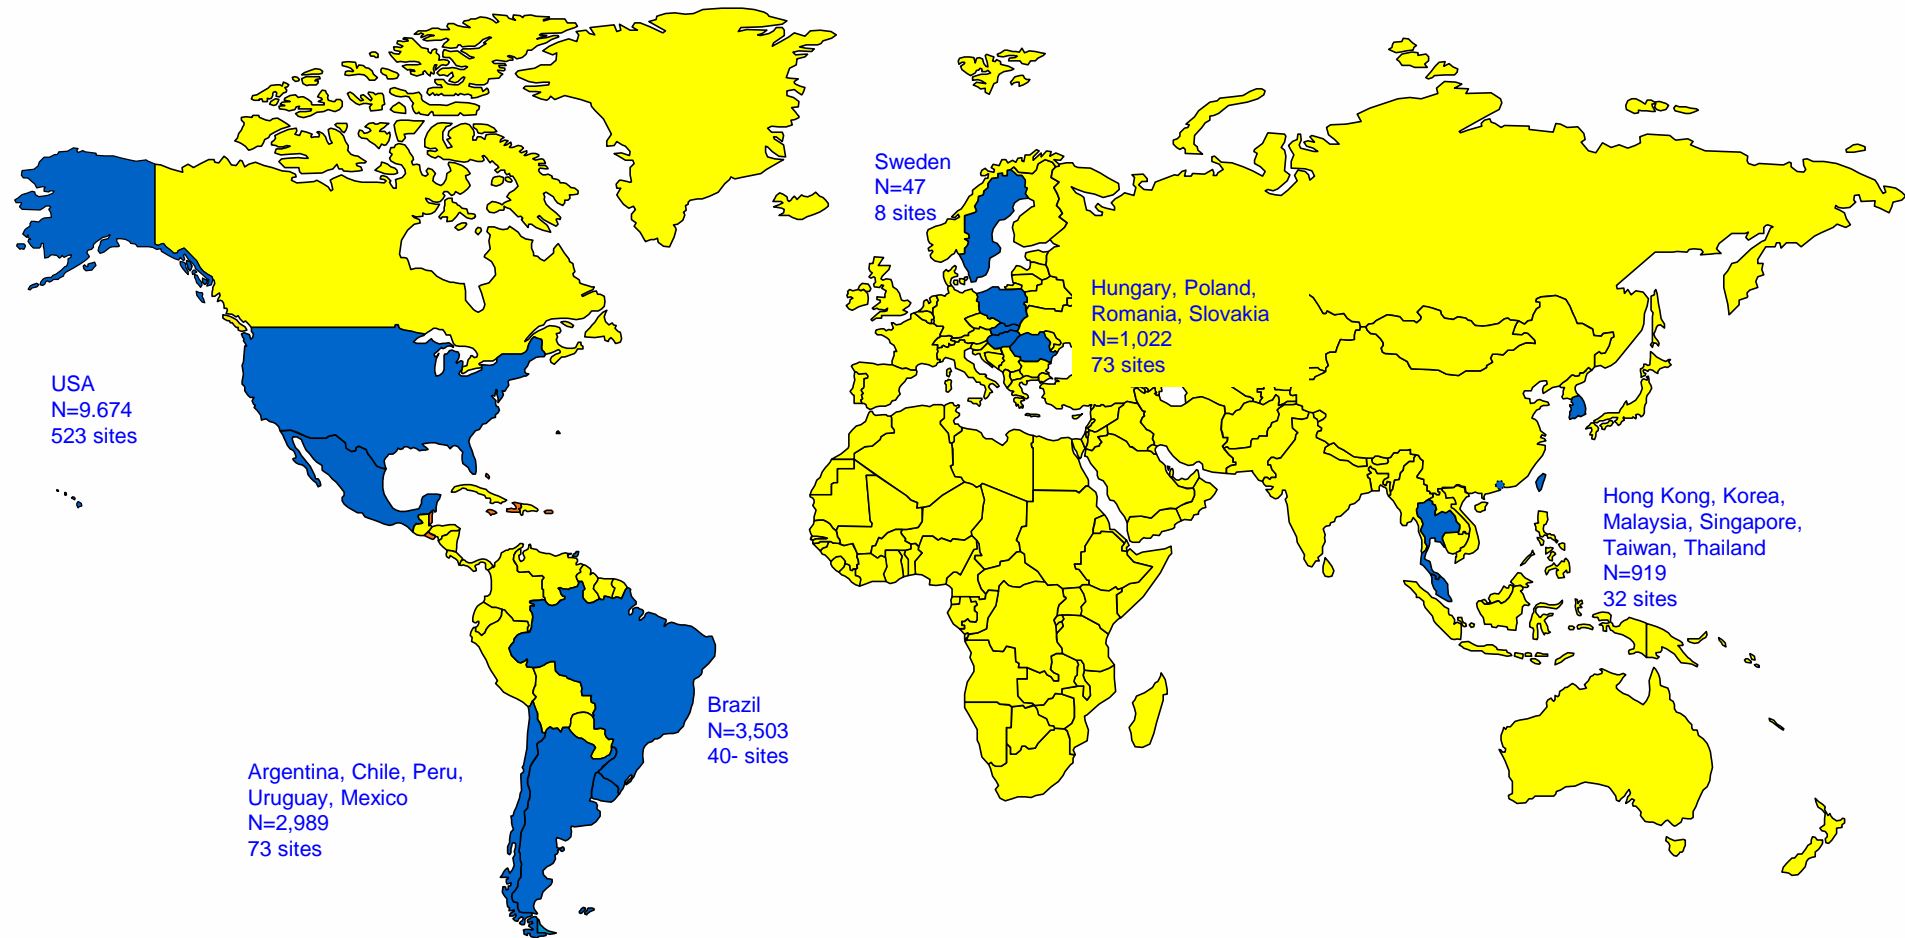 Sweden
N=47
8 sites
Hungary, Poland,
Romania, Slovakia
N=1,022
73 sites
USA
N=9.674
523 sites
Hong Kong, Korea,
Malaysia, Singapore,
Taiwan, Thailand
N=919
32 sites
Brazil
N=3,503
40- sites
Argentina, Chile, Peru,
Uruguay, Mexico
N=2,989
73 sites